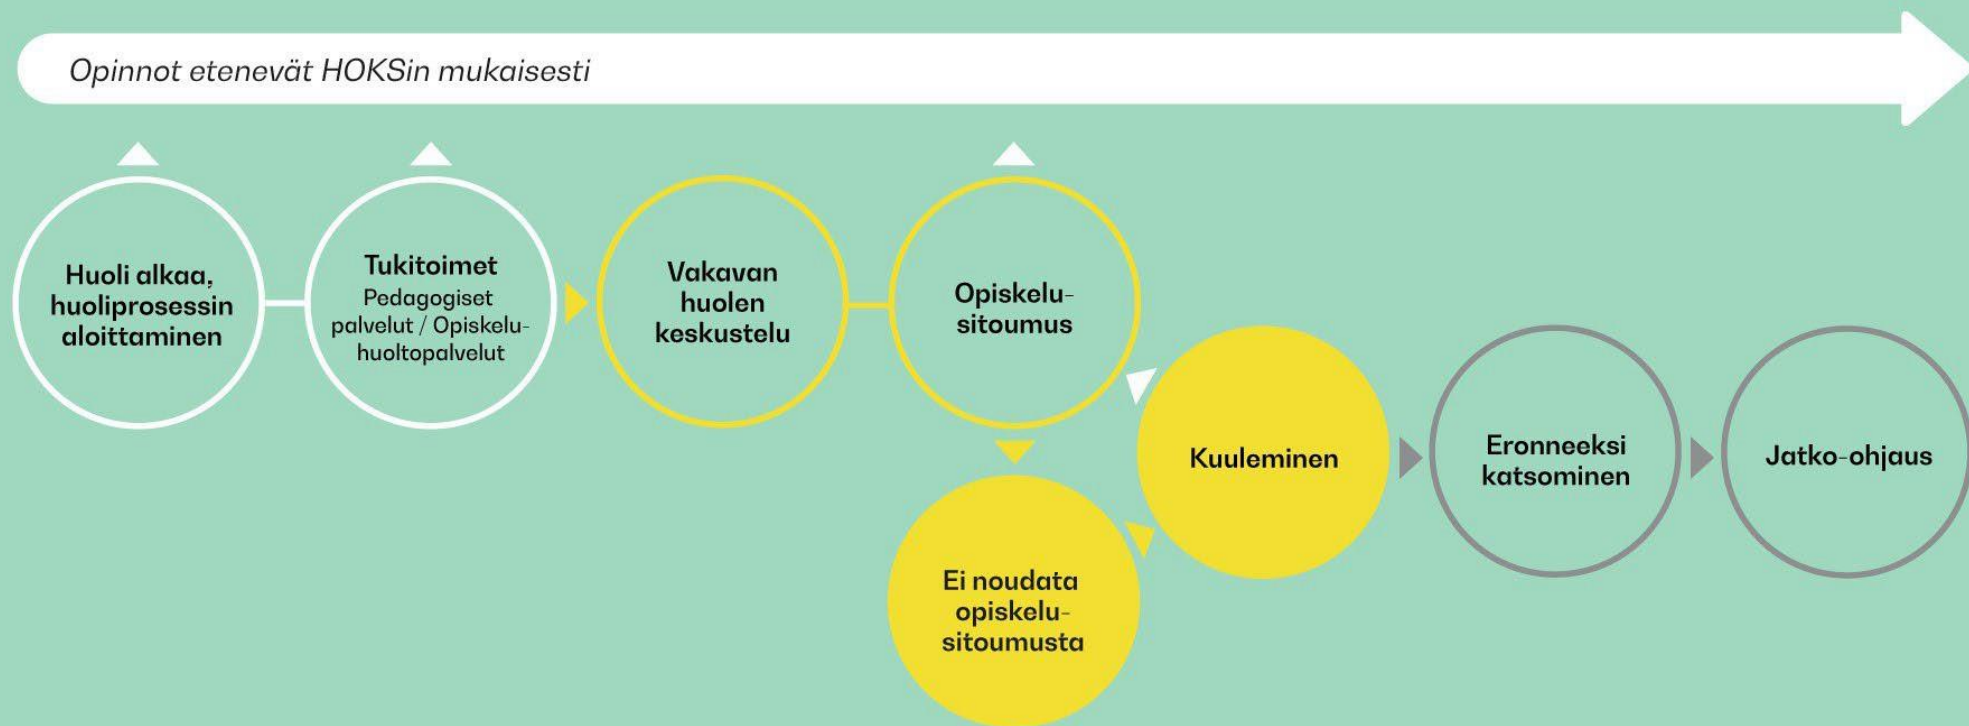 Opinnot etenevät HOKSin mukaisesti
Huoli alkaa,
huoliprosessin
aloittaminen
Tukitoimet
Pedagogiset
palvelut / Opiskelu-
huoltopalvelut
Vakavan
huolen
keskustelu
Opiskelu-
sitoumus
Ei noudata
opiskelu-
sitoumusta
Kuuleminen
Eronneeksi
katsominen
Jatko-ohjaus